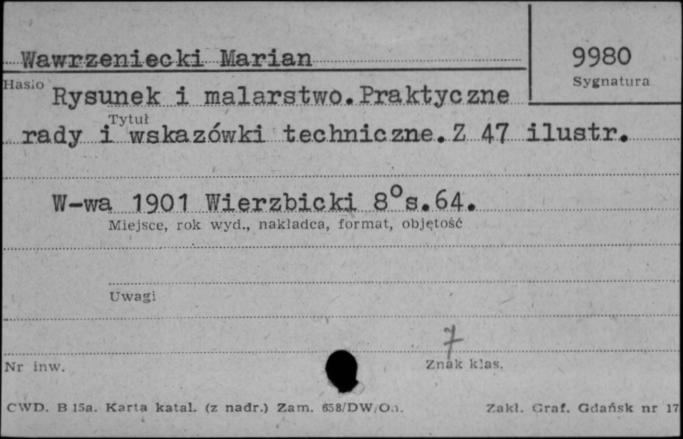 Wawrzeniecki Marian
9980
Hasło
Sygnatura
Rysunek i malarstwo.Praktyczne
Tytuł
rady i wskazówki techniczne.Z 47 ilustr.
W-wa 1901 Wierzbicki 8° s.64.
Miejsce, rok wyd., nakładca, format, objętość
Uwagi
7
Nr inw.
Znak klas.
CWD. B 15a. Karta katal. (z nadr.) Zam. 658/DW/O.
Zakł. Graf. Gdańsk nr 17